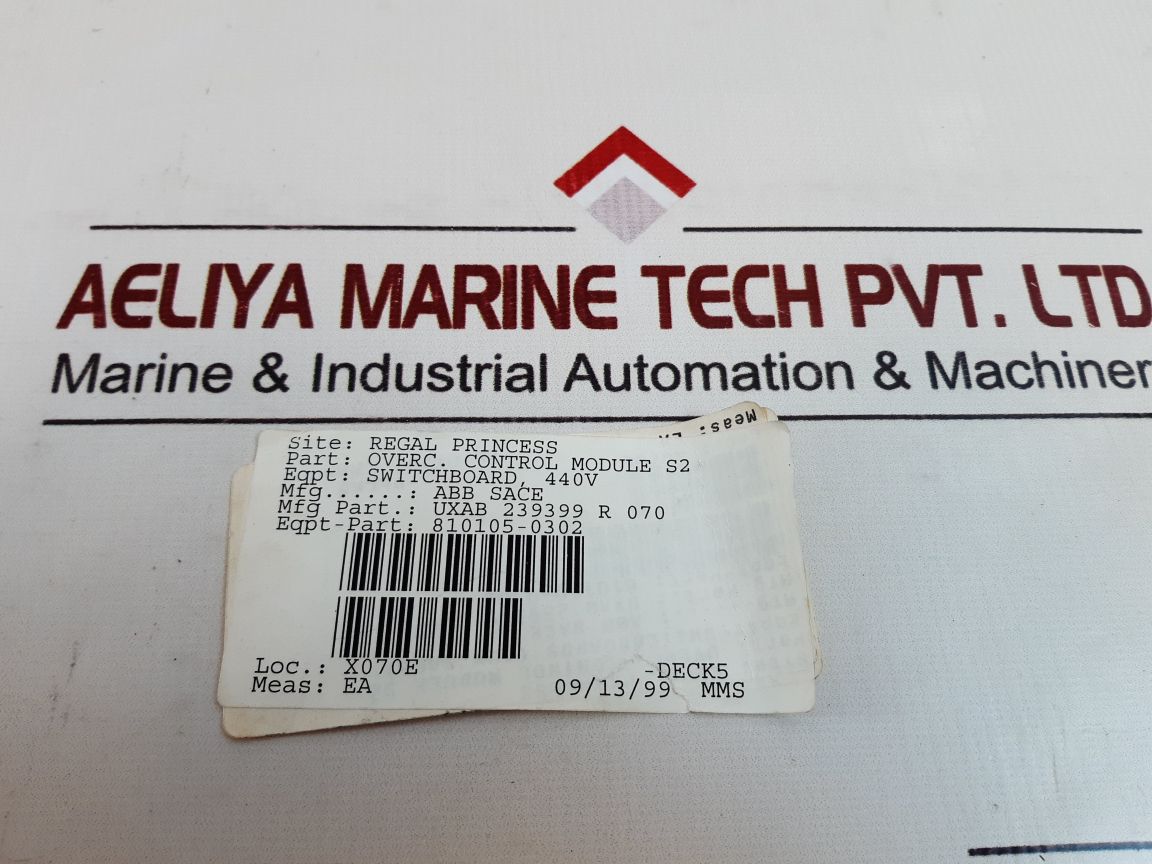 AELIYA MARINE TECH PVT. LTD
Marine & Industrial Automation & Machiner
Meas:
Site: REGAL PRINCESS
Part: OVERC. CONTROL MODULE S2
Eqpt: SWITCHBOARD, 440V
Mfg......: ABB SACE
Mfg Part.: UXAB 239399 R 070
Eqpt-Part: 810105-0302
Loc.: X070E -DECK5
Meas: EA 09/13/99 MMS